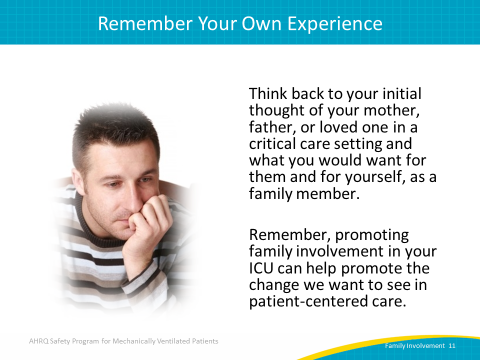 Remember Your Own Experience
Think back to your initial
thought of your mother,
father, or loved one in a
critical care setting and
what you would want for
them and for yourself, as a
family member.
Remember, promoting
family involvement in your
ICU can help promote the
change we want to see in
patient-centered care.
AHRQ Safety Program for Mechanically Ventilated Patients
Family Involvement 11